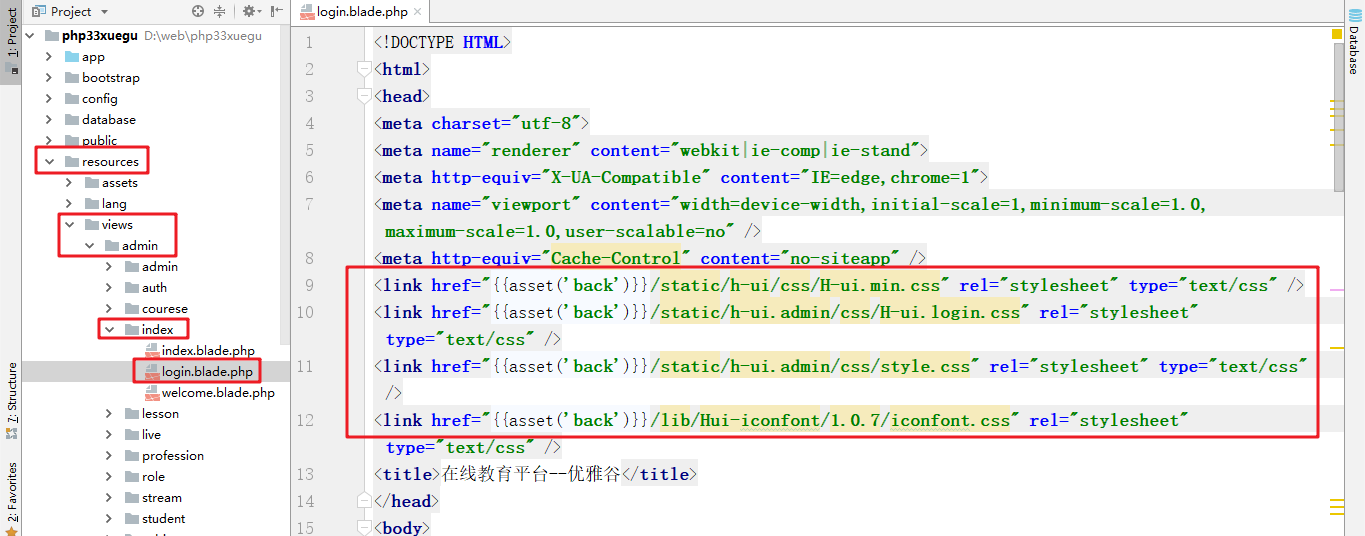 1: Project
Project
php33xuegu D:\web\php33xuegu
app
bootstrap
config
database
public
resources
assets
lang
views
admin
admin
auth
courese
index
index.blade.php
login.blade.php
welcome.blade.php
lesson
live
profession
role
stream
student
7: Structure
2: Favorites
login.blade.php
1 <!DOCTYPE HTML>
2 <html>
3 <head>
4 <meta charset="utf-8">
5 <meta name="renderer" content="webkit|ie-comp|ie-stand">
6 <meta http-equiv="X-UA-Compatible" content="IE=edge,chrome=1">
7 <meta name="viewport" content="width=device-width,initial-scale=1,minimum-scale=1.0,
maximum-scale=1.0,user-scalable=no" />
8 <meta http-equiv="Cache-Control" content="no-siteapp" />
9 <link href="{{asset('back')}}/static/h-ui/css/H-ui.min.css" rel="stylesheet" type="text/css" />
10 <link href="{{asset('back')}}/static/h-ui.admin/css/H-ui.login.css" rel="stylesheet"
type="text/css" />
11 <link href="{{asset('back')}}/static/h-ui.admin/css/style.css" rel="stylesheet" type="text/css"
/>
12 <link href="{{asset('back')}}/lib/Hui-iconfont/1.0.7/iconfont.css" rel="stylesheet"
type="text/css" />
13 <title>在线教育平台--优雅谷</title>
14 </head>
15 <body>
Database